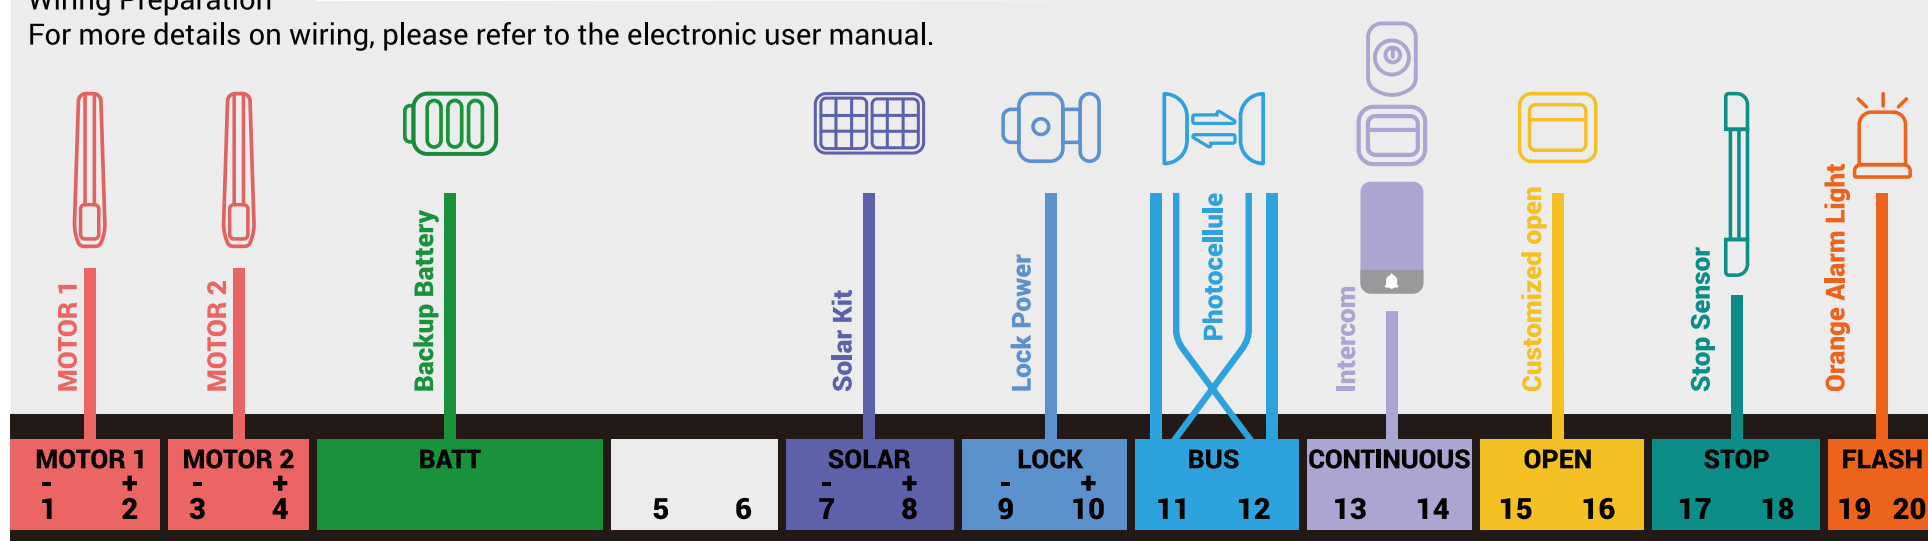 Wiring Preparation
For more details on wiring, please refer to the electronic user manual.
MOTOR 1
MOTOR 2
Backup Battery
Solar Kit
Lock Power
Photocellule
Intercom
Customized open
Stop Sensor
Orange Alarm Light
MOTOR 1
- +
1 2
MOTOR 2
- +
3 4
BATT
5 6
SOLAR
- +
7 8
LOCK
- +
9 10
BUS
11 12
CONTINUOUS
13 14
OPEN
15 16
STOP
17 18
FLASH
19 20